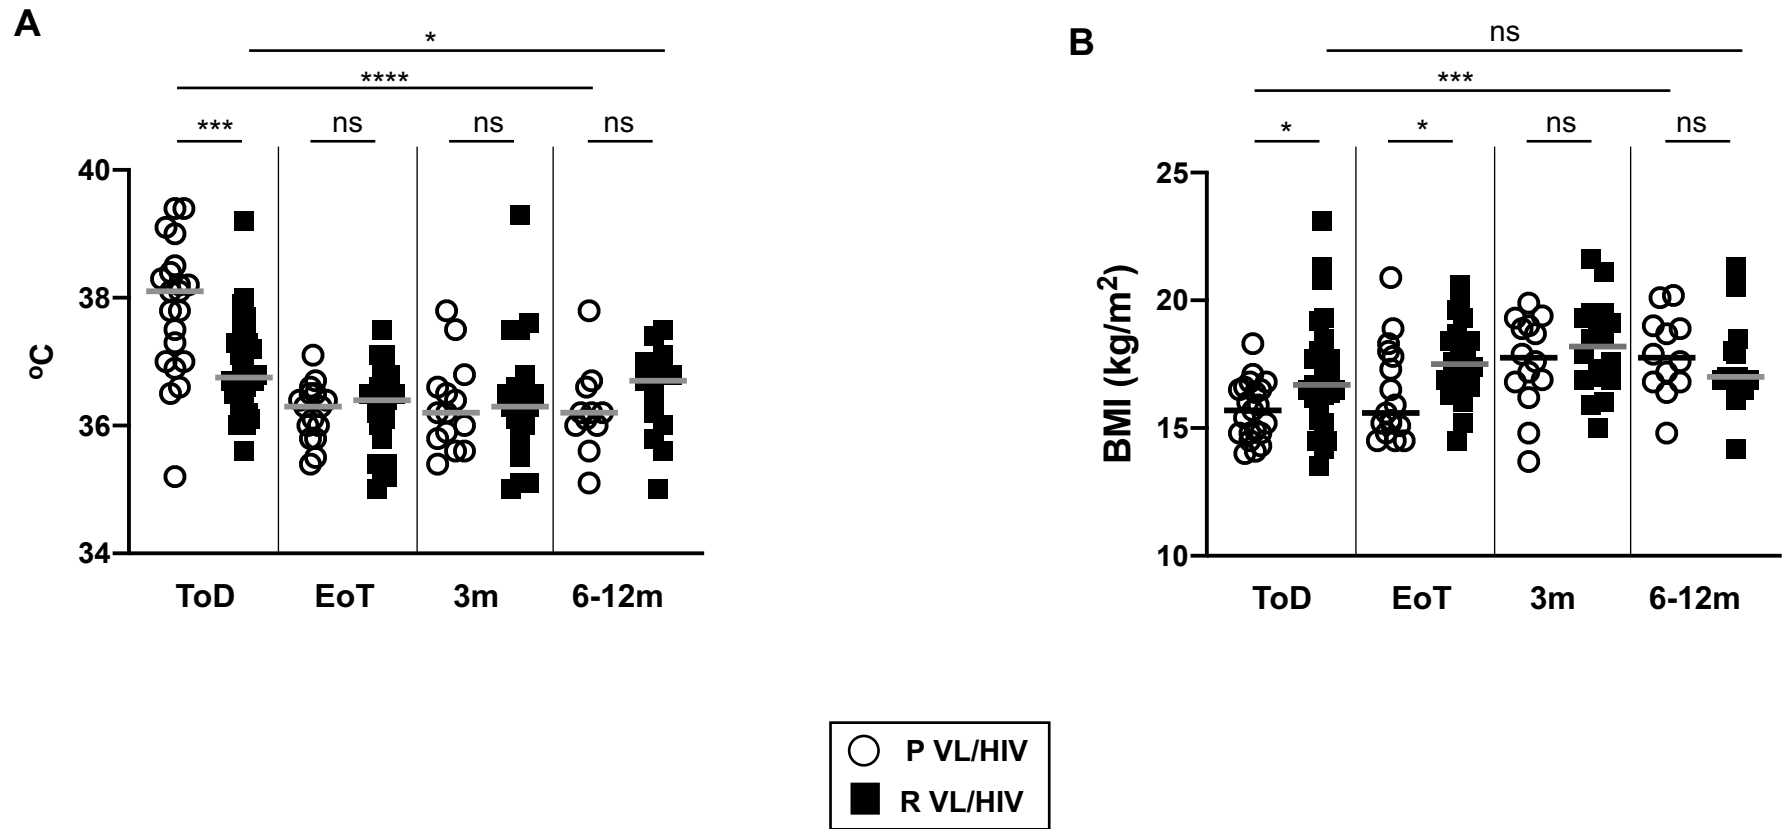 A
*
****
***
ns
ns
ns
40
38
36
34
°C
ToD
EoT
3m
6-12m
B
ns
***
*
*
ns
ns
25
20
15
10
BMI (kg/m²)
ToD
EoT
3m
6-12m
P VL/HIV
R VL/HIV